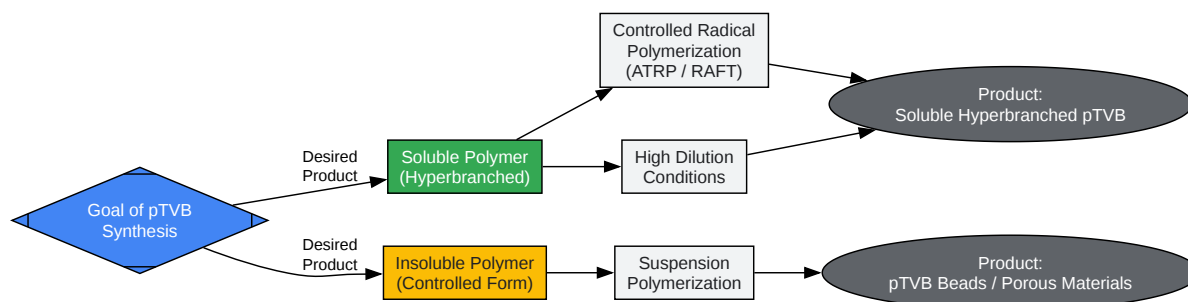 Goal of pTVB
Synthesis
Desired
Product
Soluble Polymer
(Hyperbranched)
Controlled Radical
Polymerization
(ATRP / RAFT)
High Dilution
Conditions
Product:
Soluble Hyperbranched pTVB
Desired
Product
Insoluble Polymer
(Controlled Form)
Suspension
Polymerization
Product:
pTVB Beads / Porous Materials